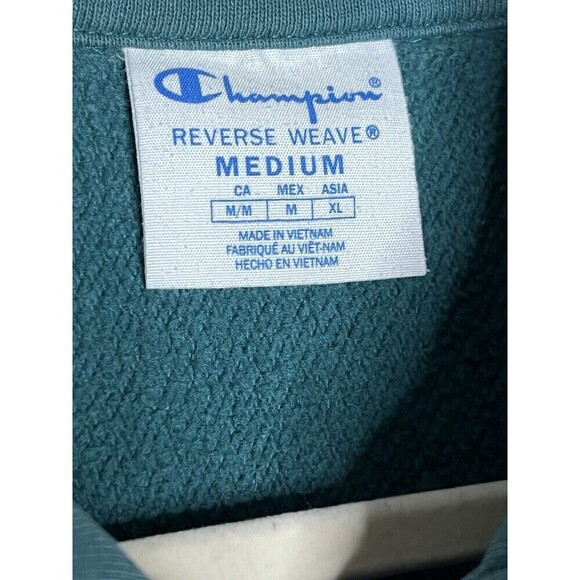 Champion®
REVERSE WEAVE®
MEDIUM
CA MEX ASIA
M/M M XL
MADE IN VIETNAM
FABRIQUÉ AU VIÊT-NAM
HECHO EN VIETNAM